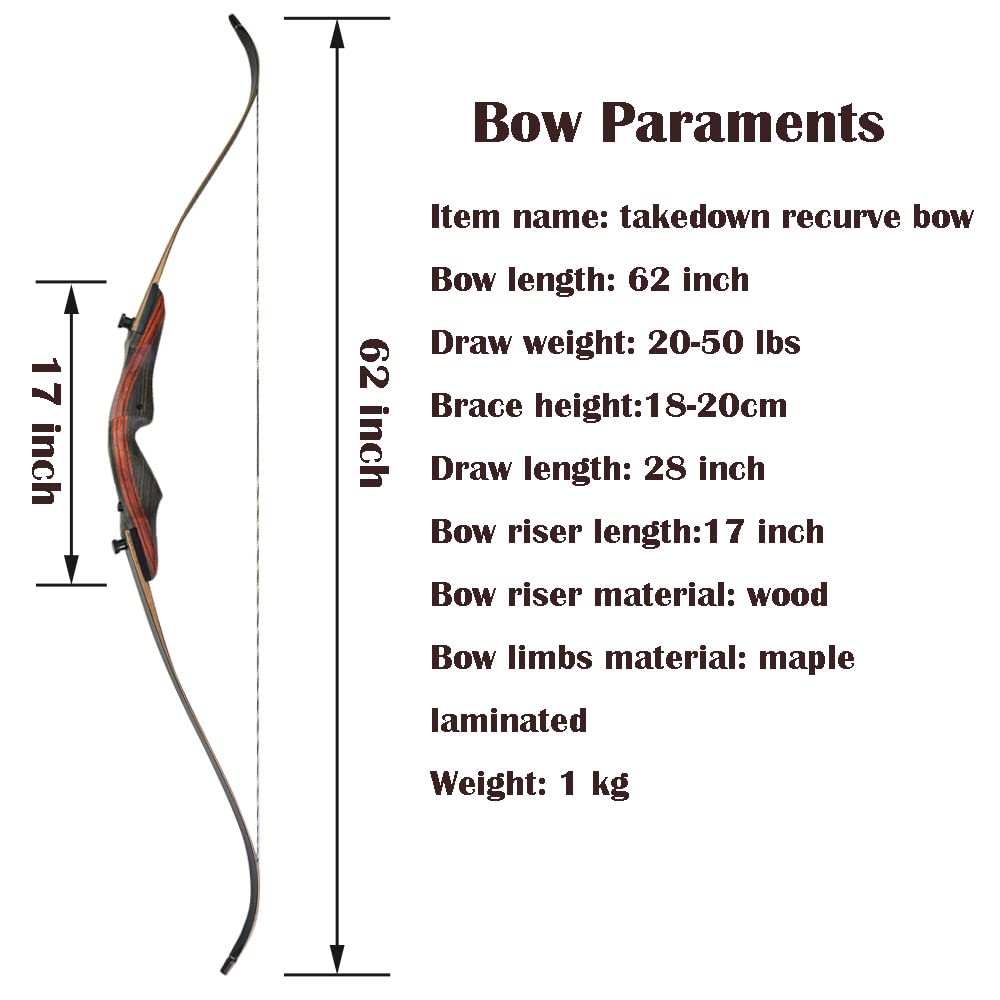 Bow Paraments
Item name: takedown recurve bow
Bow length: 62 inch
Draw weight: 20-50 lbs
Brace height:18-20cm
Draw length: 28 inch
Bow riser length:17 inch
Bow riser material: wood
Bow limbs material: maple
laminated
Weight: 1 kg
17 inch
62 inch